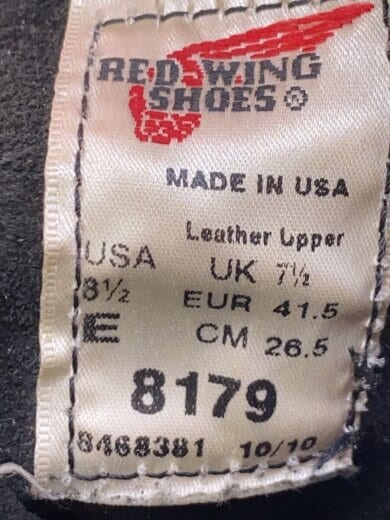 RED WING
SHOES ®
MADE IN USA
Leather Upper
USA UK 7½
8½ EUR 41.5
E CM 26.5
8179
8468381 10/10